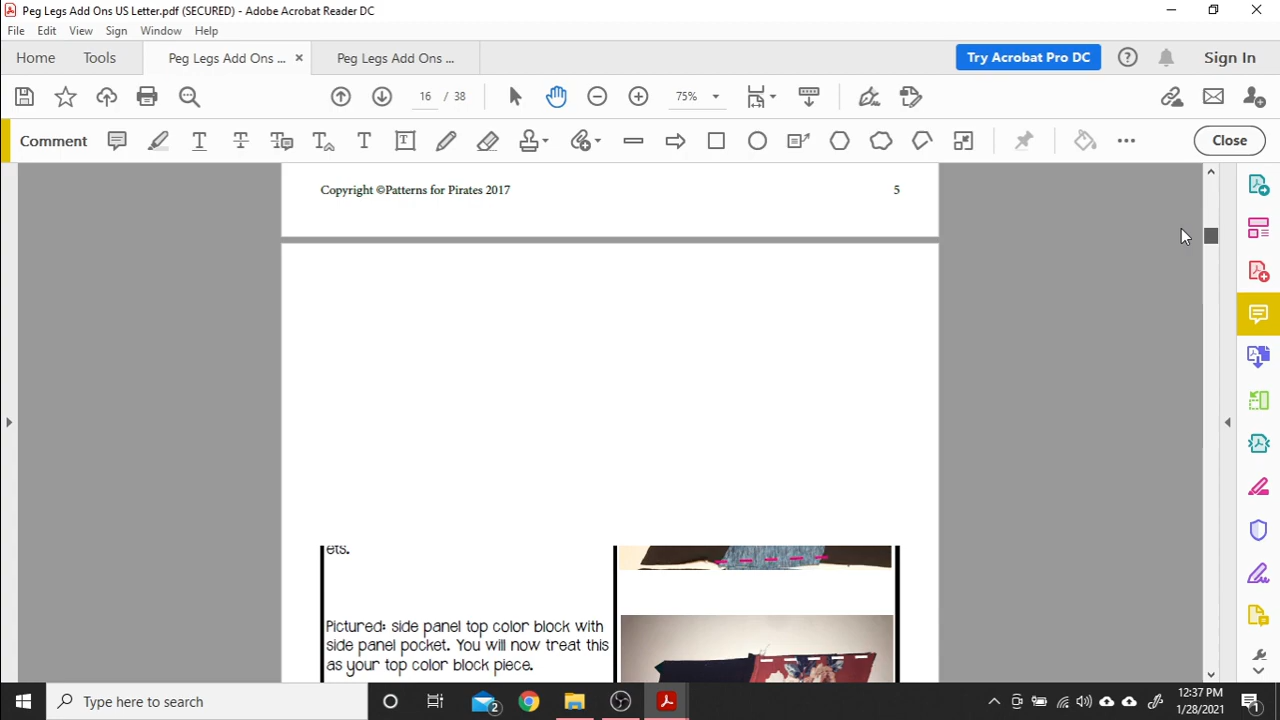 Peg Legs Add Ons US Letter.pdf (SECURED) - Adobe Acrobat Reader DC
File Edit View Sign Window Help
Home Tools Peg Legs Add Ons ... × Peg Legs Add Ons ... Try Acrobat Pro DC Sign In
16 / 38 75%
Comment Close
Copyright ©Patterns for Pirates 2017 5
ets.
Pictured: side panel top color block with
side panel pocket. You will now treat this
as your top color block piece.
Type here to search
2
12:37 PM
1/28/2021
1